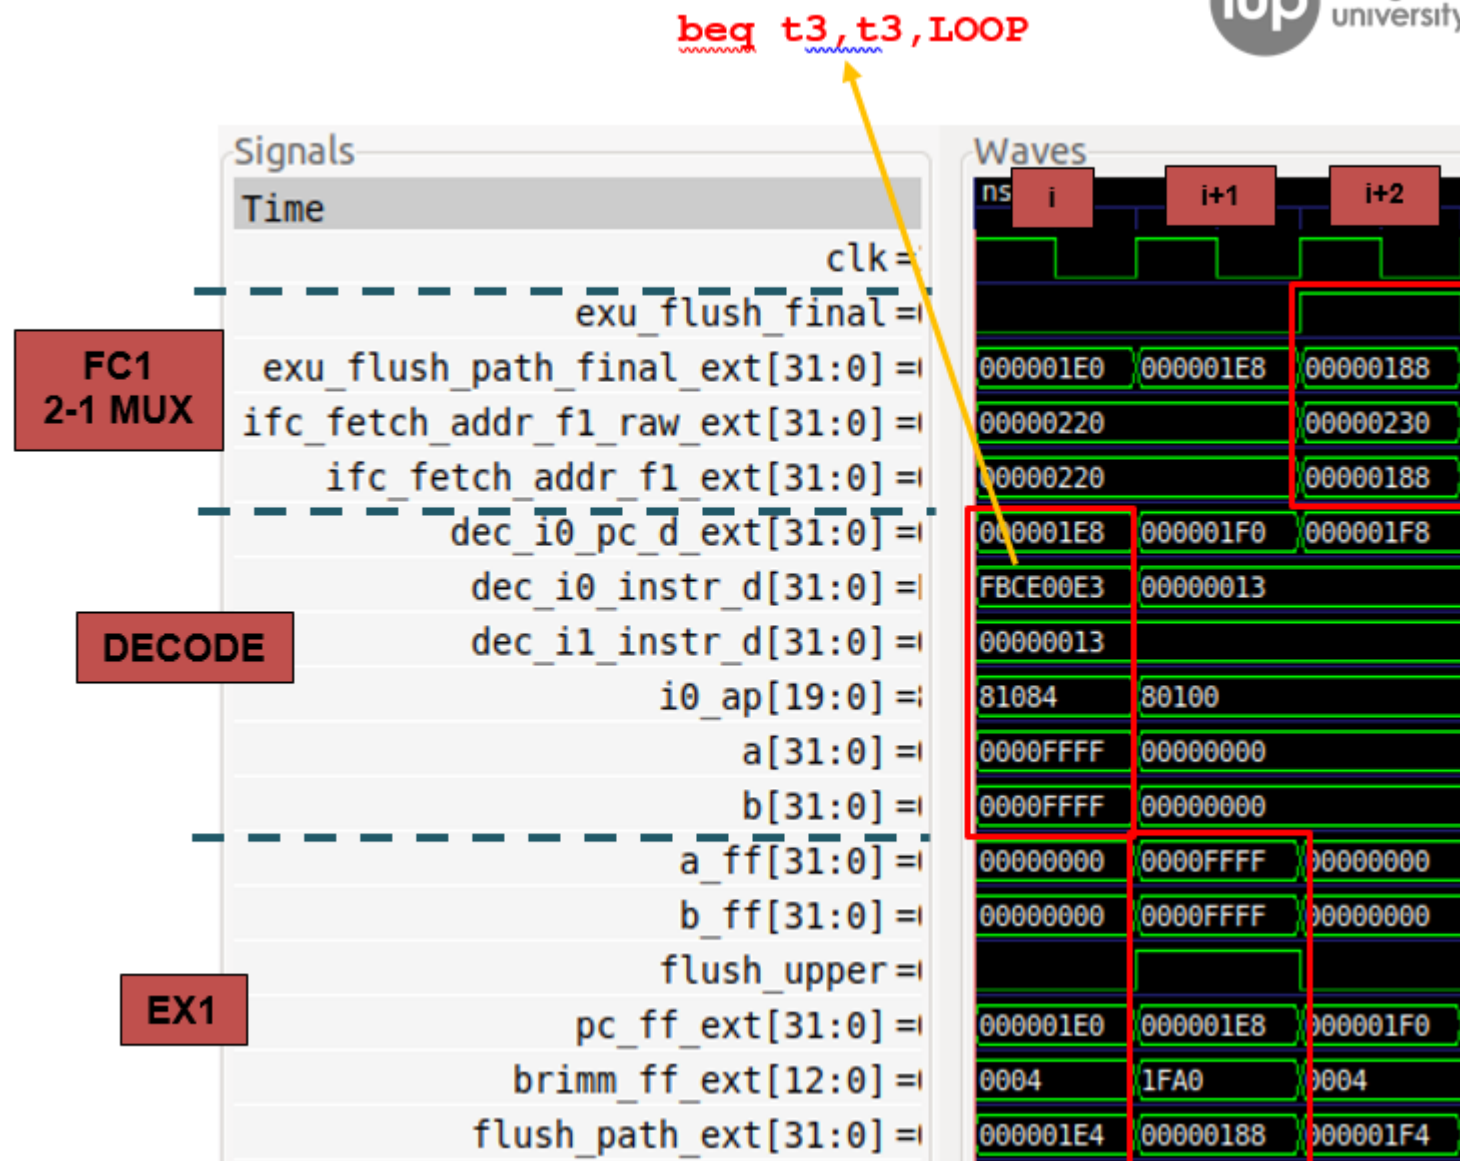 beq t3,t3,LOOP
iup
university
Signals
Waves
Time
ns
i
i+1
i+2
clk =
exu_flush_final =
FC1
2-1 MUX
exu_flush_path_final_ext[31:0] =
000001E0 000001E8 00000188
ifc_fetch_addr_f1_raw_ext[31:0] =
00000220 00000230
ifc_fetch_addr_f1_ext[31:0] =
00000220 00000188
DECODE
dec_i0_pc_d_ext[31:0] =
000001E8 000001F0 000001F8
dec_i0_instr_d[31:0] =
FBCE00E3 00000013
dec_i1_instr_d[31:0] =
00000013
i0_ap[19:0] =
81084 80100
a[31:0] =
0000FFFF 00000000
b[31:0] =
0000FFFF 00000000
EX1
a_ff[31:0] =
00000000 0000FFFF 00000000
b_ff[31:0] =
00000000 0000FFFF 00000000
flush_upper =
pc_ff_ext[31:0] =
000001E0 000001E8 000001F0
brimm_ff_ext[12:0] =
0004 1FA0 0004
flush_path_ext[31:0] =
000001E4 00000188 000001F4